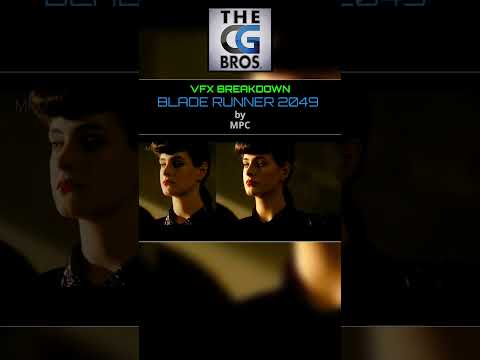 THE
CG
BROS.
VFX BREAKDOWN
BLADE RUNNER 2049
by
MPC